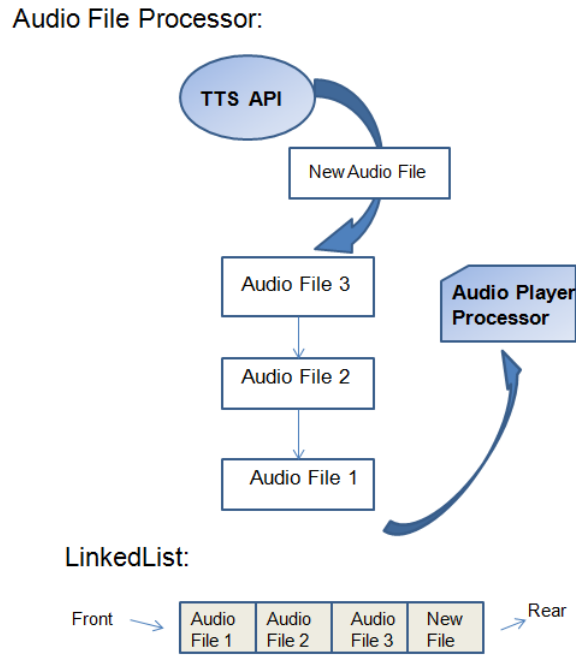 Audio File Processor:
TTS API
New Audio File
Audio File 3
Audio Player
Processor
Audio File 2
Audio File 1
LinkedList:
Front
Audio
File 1
Audio
File 2
Audio
File 3
New
File
Rear